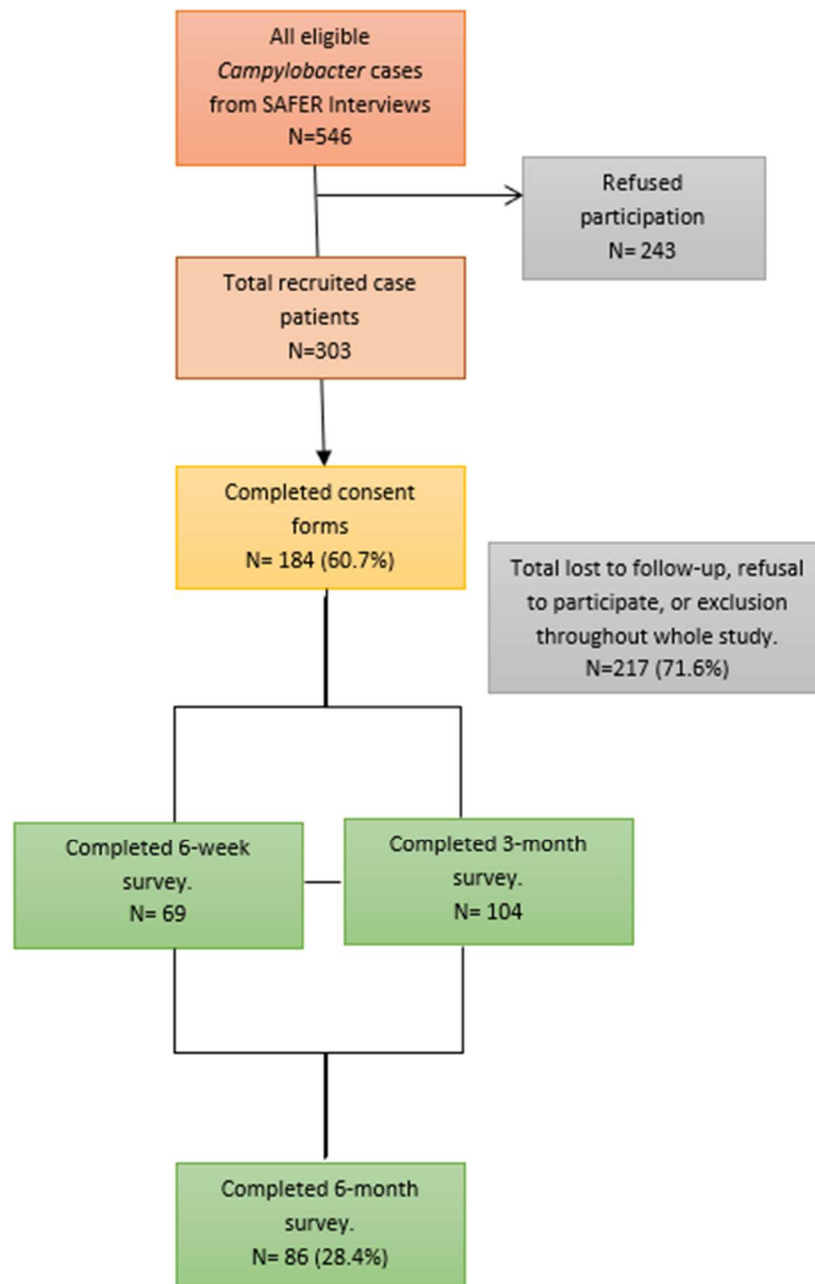 All eligible
Campylobacter cases
from SAFER Interviews
N=546
Refused
participation
N= 243
Total recruited case
patients
N=303
Completed consent
forms
N= 184 (60.7%)
Total lost to follow-up, refusal
to participate, or exclusion
throughout whole study.
N=217 (71.6%)
Completed 6-week
survey.
N= 69
Completed 3-month
survey.
N= 104
Completed 6-month
survey.
N= 86 (28.4%)